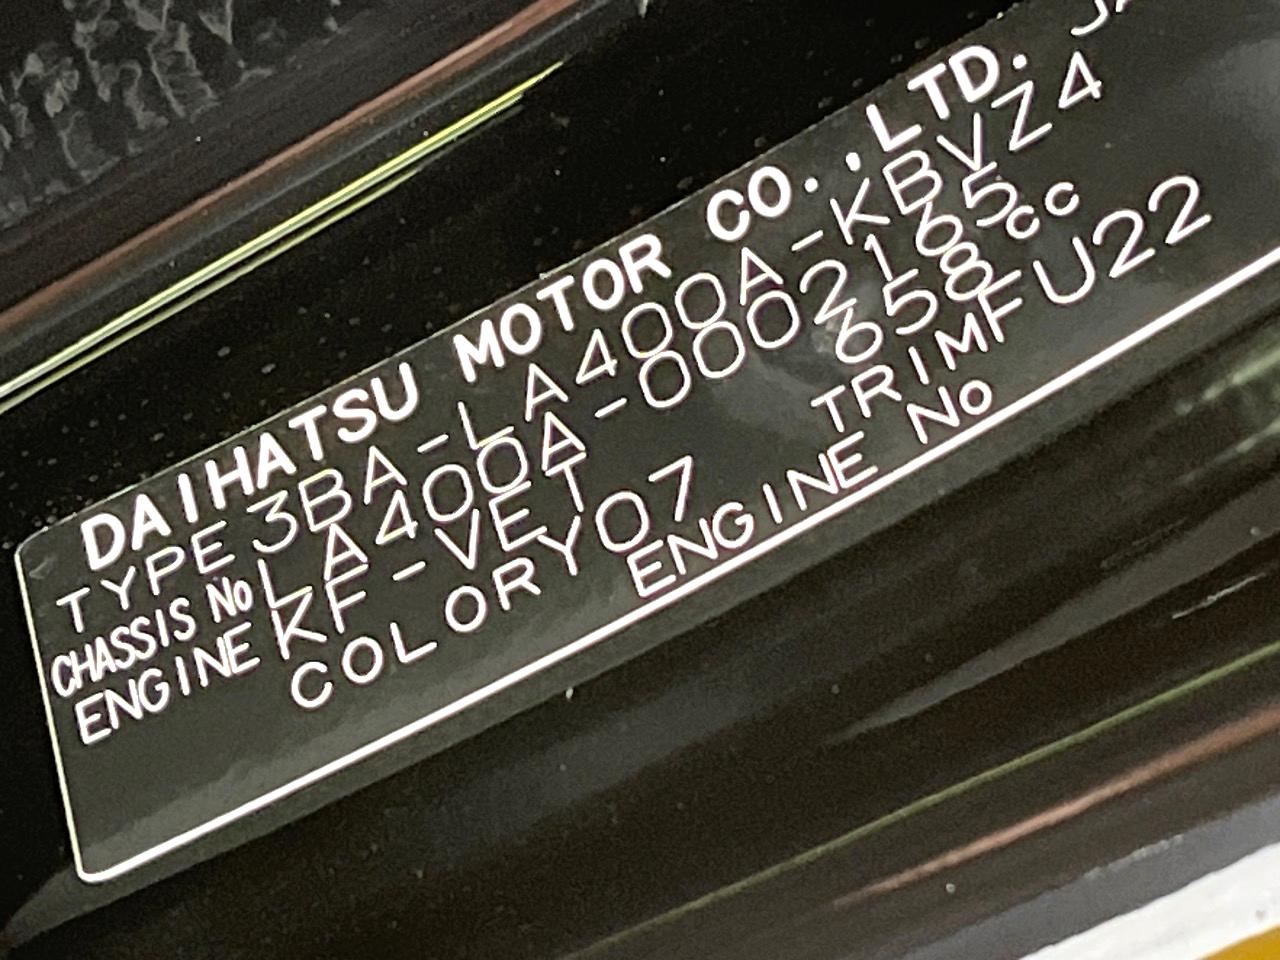 DAIHATSU MOTOR CO.,LTD. JA
TYPE 3BA-LA400A-KBVZ4
CHASSIS No LA400A-0002165
ENGINE KF-VET 658cc
COLOR Y07 TRIM FU22
ENGINE No